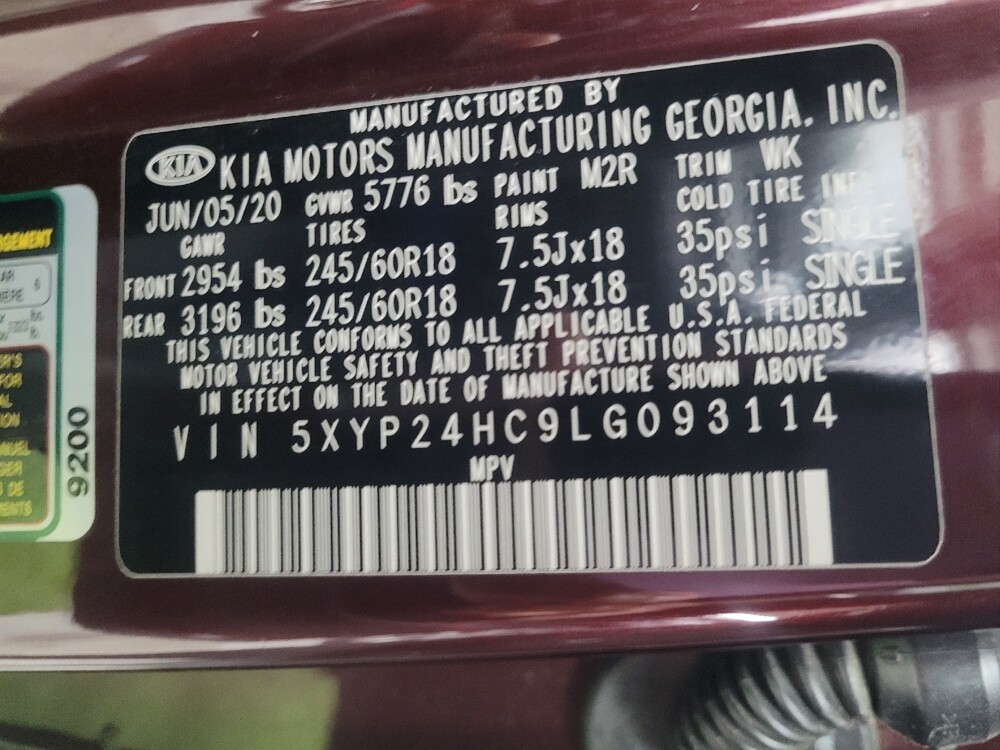 MANUFACTURED BY
KIA KIA MOTORS MANUFACTURING GEORGIA, INC.
JUN/05/20 GVWR 5776 lbs PAINT M2R TRIM WK
GAWR TIRES RIMS COLD TIRE INF
FRONT 2954 lbs 245/60R18 7.5Jx18 35psi SINGLE
REAR 3196 lbs 245/60R18 7.5Jx18 35psi SINGLE
THIS VEHICLE CONFORMS TO ALL APPLICABLE U.S.A. FEDERAL
MOTOR VEHICLE SAFETY AND THEFT PREVENTION STANDARDS
IN EFFECT ON THE DATE OF MANUFACTURE SHOWN ABOVE
VIN 5XYP24HC9LG093114
MPV
9200